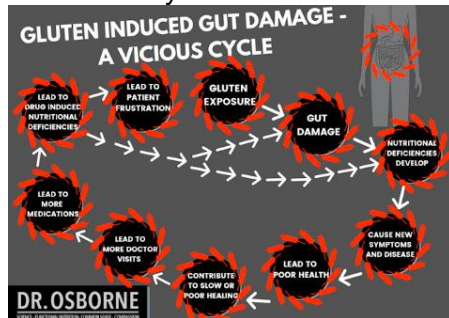 GLUTEN INDUCED GUT DAMAGE -
A VICIOUS CYCLE
LEAD TO
DRUG INDUCED
NUTRITIONAL
DEFICIENCIES
LEAD TO
PATIENT
FRUSTRATION
GLUTEN
EXPOSURE
GUT
DAMAGE
NUTRITIONAL
DEFICIENCIES
DEVELOP
CAUSE NEW
SYMPTOMS
AND DISEASE
LEAD TO
POOR HEALTH
CONTRIBUTE
TO SLOW OR
POOR HEALING
LEAD TO
MORE DOCTOR
VISITS
LEAD TO
MORE
MEDICATIONS
DR.OSBORNE